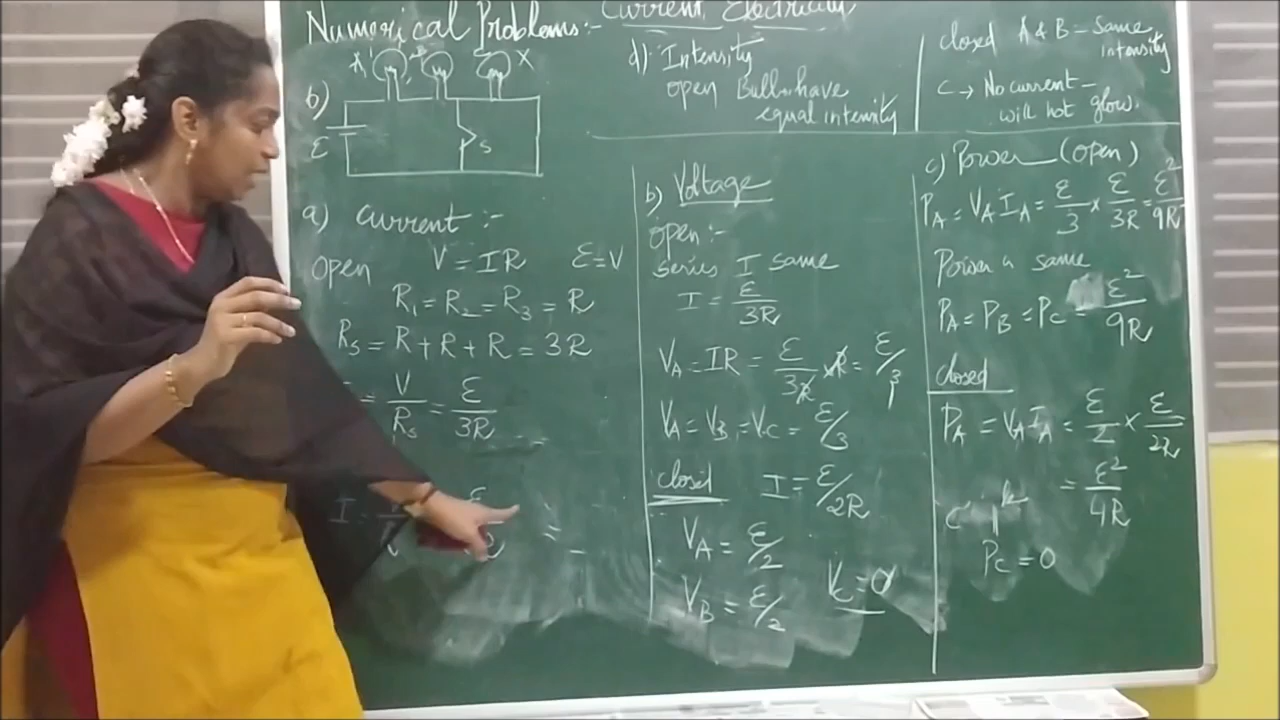 Numerical Problems:- Current Electricity
b)
A B X
ε S
a) Current :-
Open V = IR ε = V
R₁ = R₂ = R₃ = R
Rs = R + R + R = 3R
= V/Rs = ε/3R
I
d) Intensity
open Bulbs have
equal intensity
closed A & B - Same
intensity
C → No current -
will not glow.
b) Voltage
open :-
series I same
I = ε/3R
V_A = IR = ε/3R × R = ε/3
V_A = V_B = V_C = ε/3
closed I = ε/2R
V_A = ε/2
V_B = ε/2 V_C = 0
c) Power (open)
P_A = V_A I_A = ε/3 × ε/3R = ε²/9R
Power is same
P_A = P_B = P_C = ε²/9R
closed
P_A = V_A I_A = ε/2 × ε/2R
= ε²/4R
P_C = 0